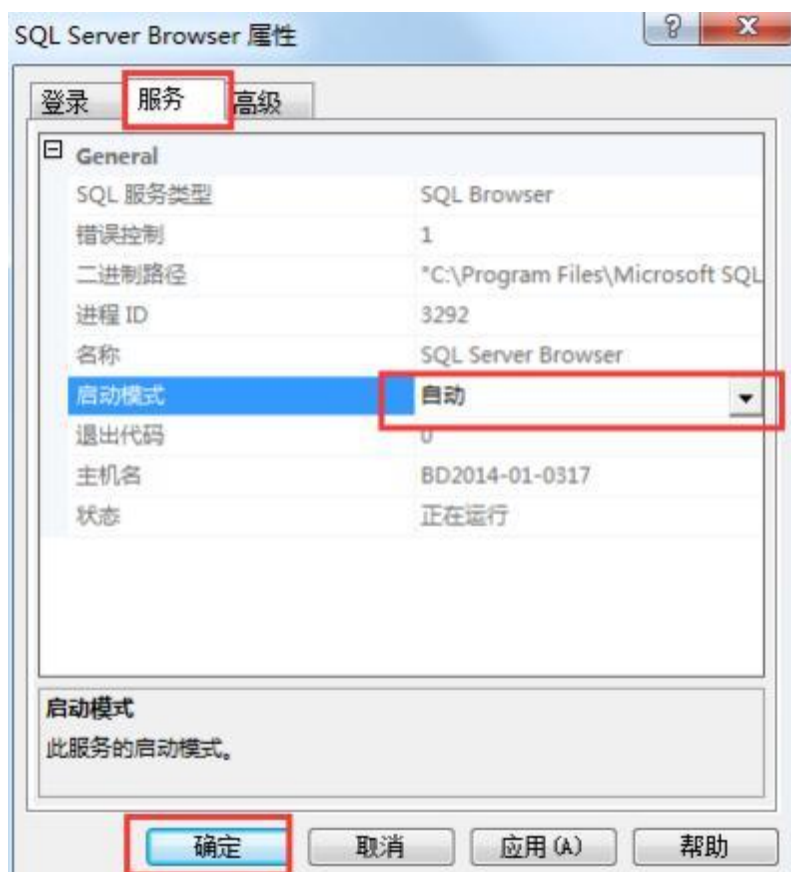 SQL Server Browser 属性
登录 服务 高级
General
SQL 服务类型 SQL Browser
错误控制 1
二进制路径 "C:\Program Files\Microsoft SQL
进程 ID 3292
名称 SQL Server Browser
启动模式 自动
退出代码 0
主机名 BD2014-01-0317
状态 正在运行
启动模式
此服务的启动模式。
确定 取消 应用(A) 帮助